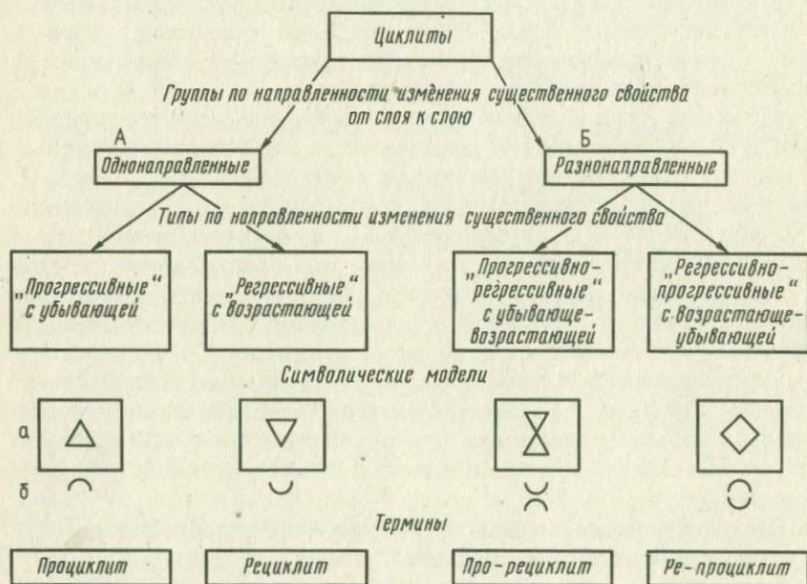 Циклиты
Группы по направленности изменения существенного свойства
от слоя к слою
А
Б
Однонаправленные
Разнонаправленные
Типы по направленности изменения существенного свойства
„Прогрессивные“
с убывающей
„Регрессивные“
с возрастающей
„Прогрессивно-
регрессивные“
с убывающе-
возрастающей
„Регрессивно-
прогрессивные“
с возрастающе-
убывающей
Символические модели
а
б
Термины
Проциклит
Рециклит
Про-рециклит
Ре-проциклит